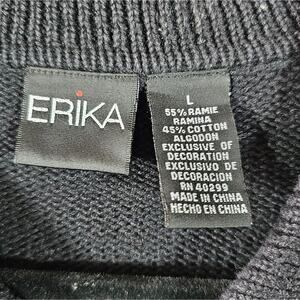 ERIKA
L
55% RAMIE
RAMINA
45% COTTON
ALGODON
EXCLUSIVE OF
DECORATION
EXCLUSIVO DE
DECORACION
RN 40299
MADE IN CHINA
HECHO EN CHINA